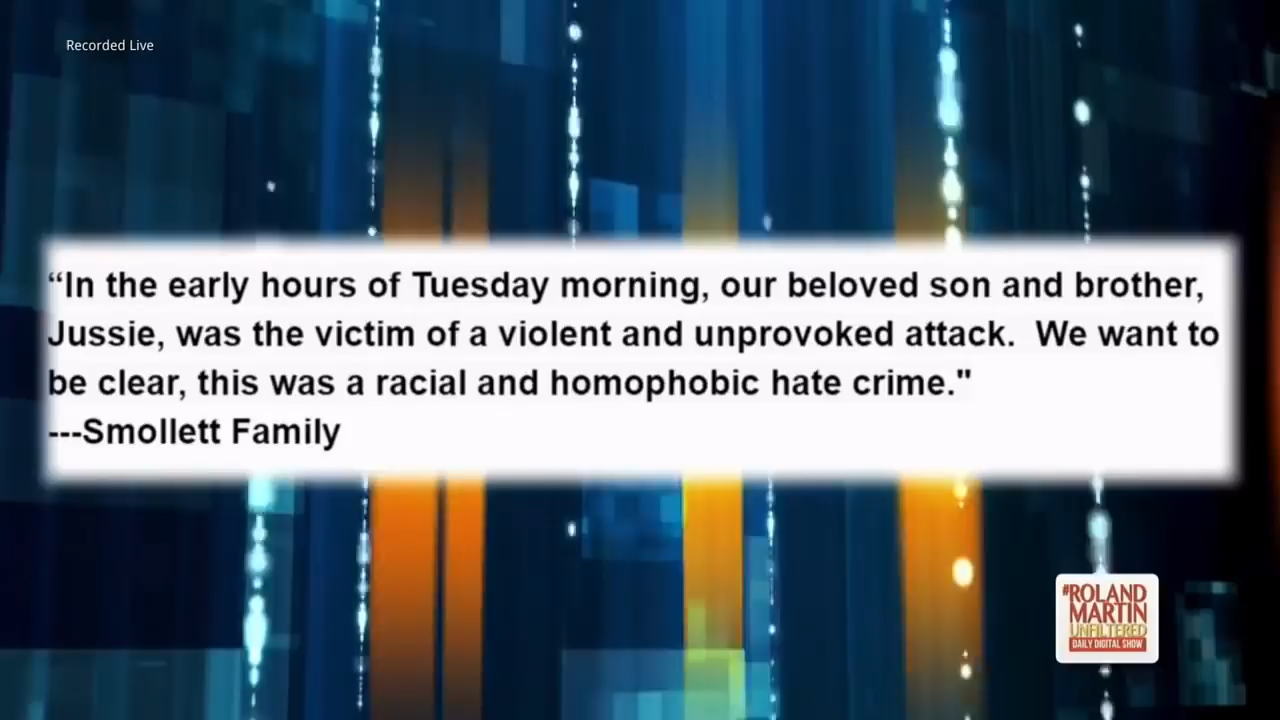 Recorded Live
“In the early hours of Tuesday morning, our beloved son and brother,
Jussie, was the victim of a violent and unprovoked attack.  We want to
be clear, this was a racial and homophobic hate crime."
---Smollett Family
#ROLAND
MARTIN
UNFILTERED
DAILY DIGITAL SHOW